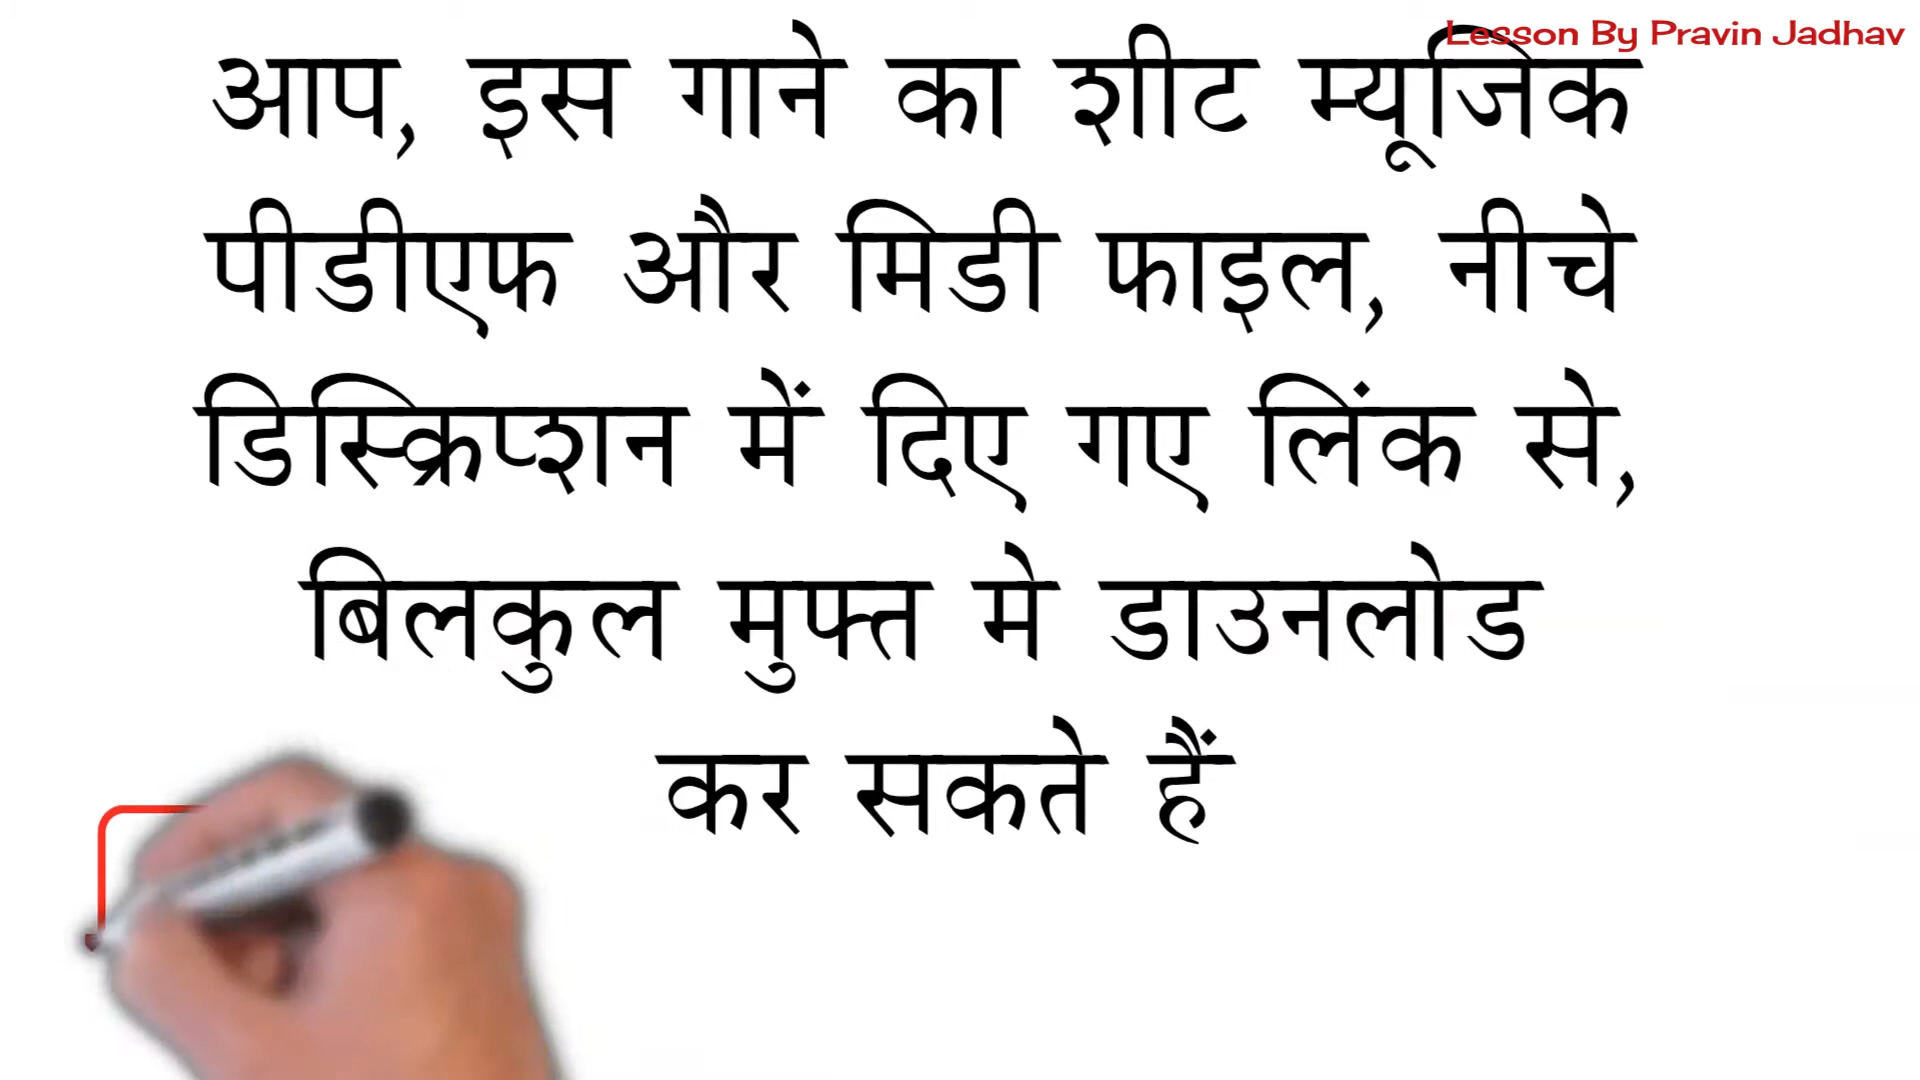 Lesson By Pravin Jadhav
आप, इस गाने का शीट म्यूजिक
पीडीएफ और मिडी फाइल, नीचे
डिस्क्रिप्शन में दिए गए लिंक से,
बिलकुल मुफ्त मे डाउनलोड
कर सकते हैं